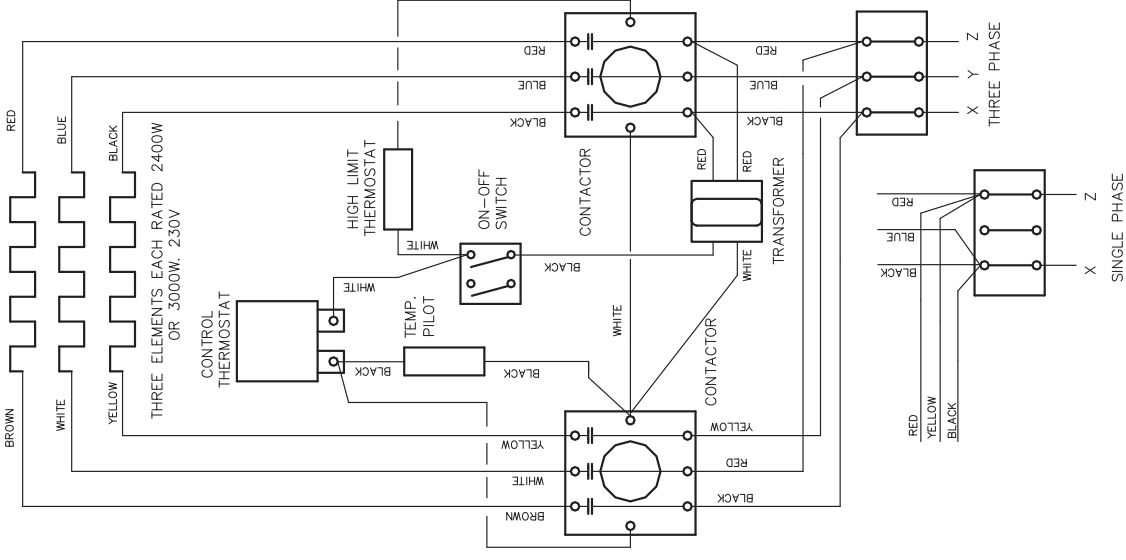 RED
BLUE
BLACK
THREE ELEMENTS EACH RATED 2400W
OR 3000W. 230V
BROWN
WHITE
YELLOW
CONTROL
THERMOSTAT
WHITE
WHITE
HIGH LIMIT
THERMOSTAT
ON-OFF
SWITCH
BLACK
TEMP.
PILOT
BLACK
BLACK
RED
BLUE
BLACK
CONTACTOR
RED
BLUE
BLACK
RED
RED
TRANSFORMER
WHITE
WHITE
CONTACTOR
YELLOW
WHITE
BROWN
YELLOW
RED
BLACK
Z
Y
X
THREE PHASE
RED
BLUE
BLACK
RED
YELLOW
BLACK
Z
X
SINGLE PHASE